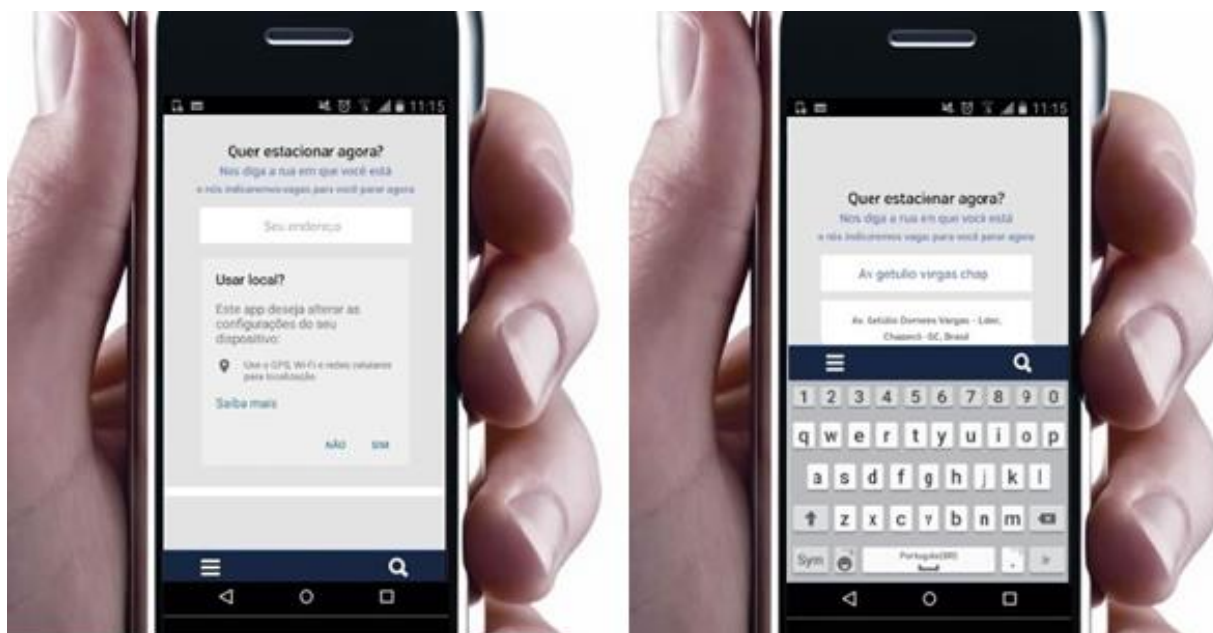 11:15
Quer estacionar agora?
Nos diga a rua em que você está
e nós indicaremos vagas para você parar agora
Seu endereço
Usar local?
Este app deseja alterar as
configurações do seu
dispositivo:
Use o GPS, Wi-Fi e redes celulares
para localização
Saiba mais
NÃO SIM
11:15
Quer estacionar agora?
Nos diga a rua em que você está
e nós indicaremos vagas para você parar agora
Av getulio vargas chap
Av. Getúlio Dorneles Vargas - Líder,
Chapecó - SC, Brasil
1 2 3 4 5 6 7 8 9 0
q w e r t y u i o p
a s d f g h j k l
z x c v b n m
Sym Português(BR) .